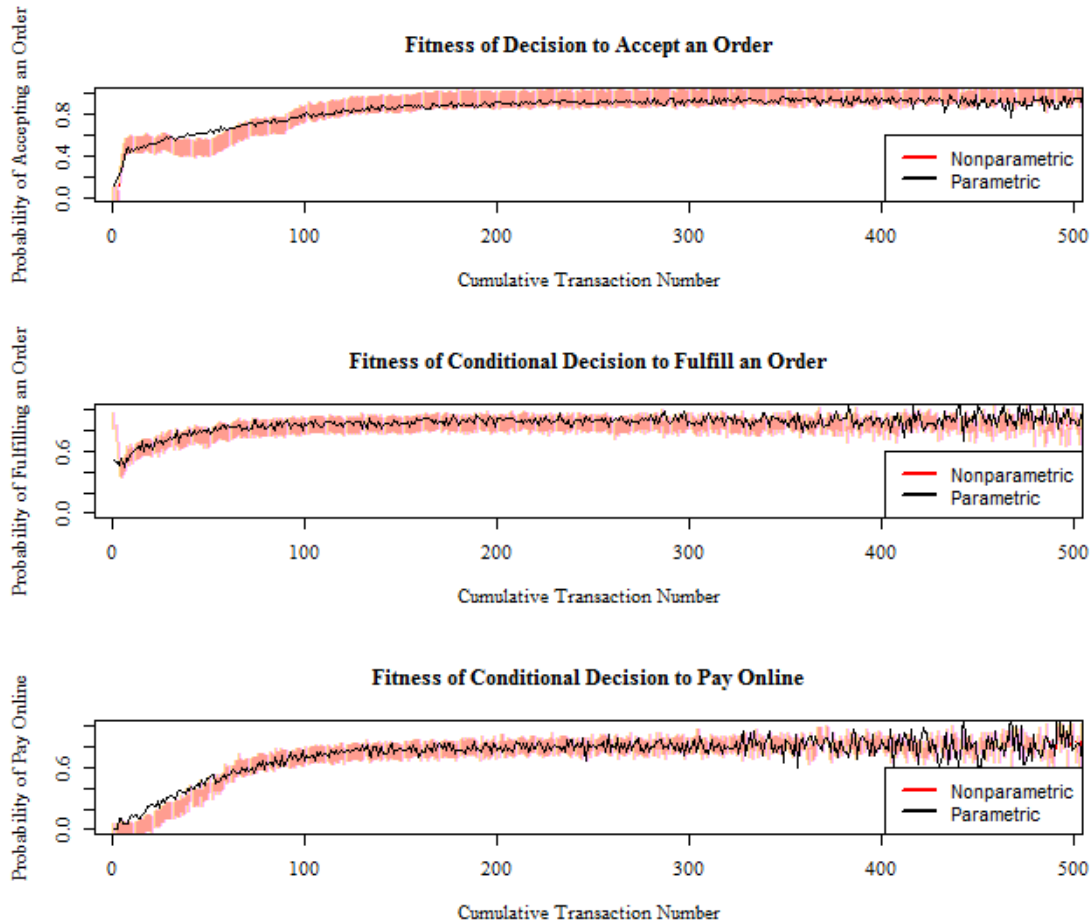 Fitness of Decision to Accept an Order
Probability of Accepting an Order
0.0 0.4 0.8
Nonparametric
Parametric
0 100 200 300 400 500
Cumulative Transaction Number
Fitness of Conditional Decision to Fulfill an Order
Probability of Fulfilling an Order
0.0 0.6
Nonparametric
Parametric
0 100 200 300 400 500
Cumulative Transaction Number
Fitness of Conditional Decision to Pay Online
Probability of Pay Online
0.0 0.6
Nonparametric
Parametric
0 100 200 300 400 500
Cumulative Transaction Number